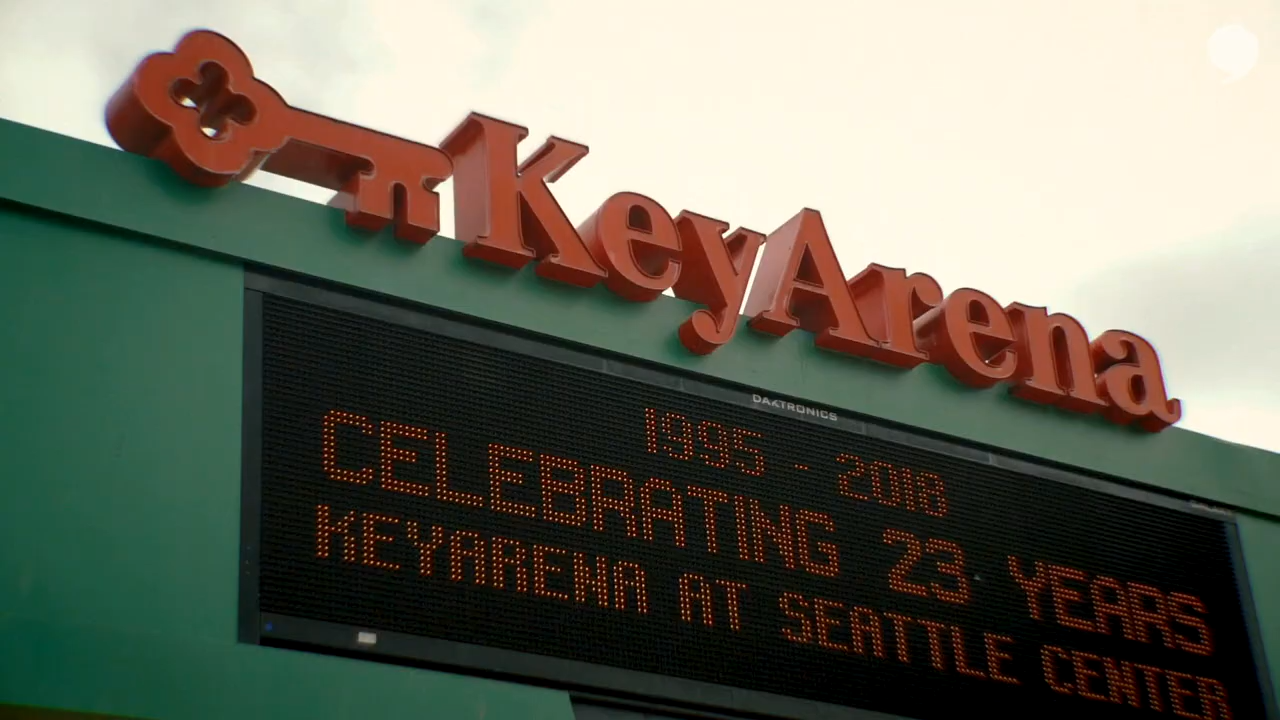 KeyArena
DAKTRONICS
1995 - 2018
CELEBRATING 23 YEARS
KEYARENA AT SEATTLE CENTER